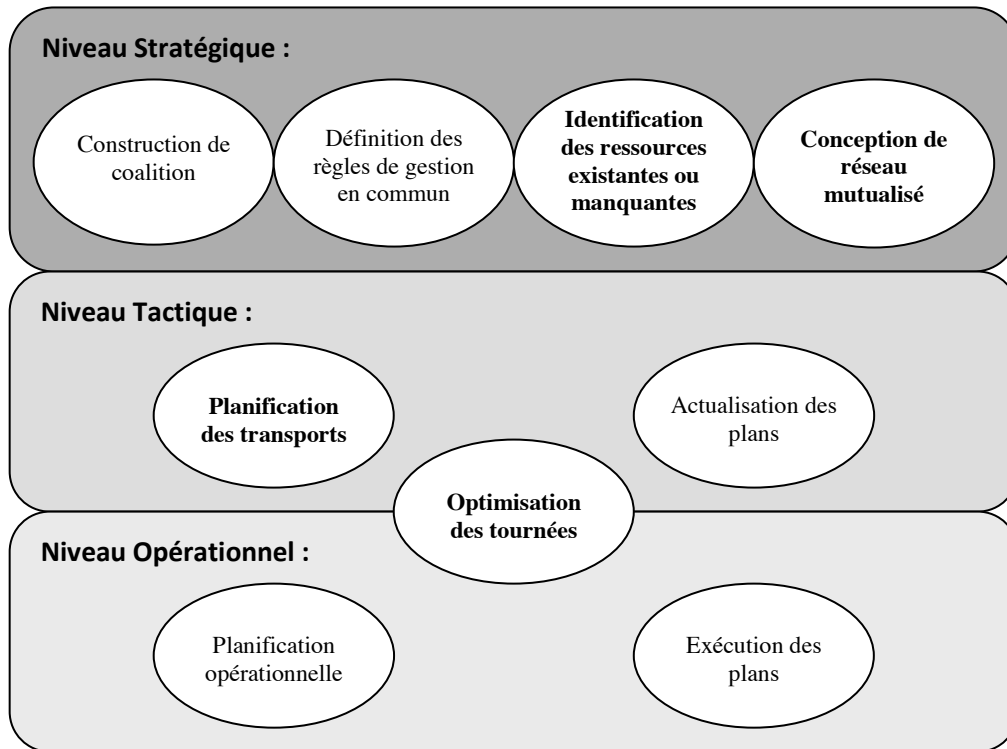 Niveau Stratégique :
Construction de
coalition
Définition des
règles de gestion
en commun
Identification
des ressources
existantes ou
manquantes
Conception de
réseau
mutualisé
Niveau Tactique :
Planification
des transports
Actualisation des
plans
Optimisation
des tournées
Niveau Opérationnel :
Planification
opérationnelle
Exécution des
plans